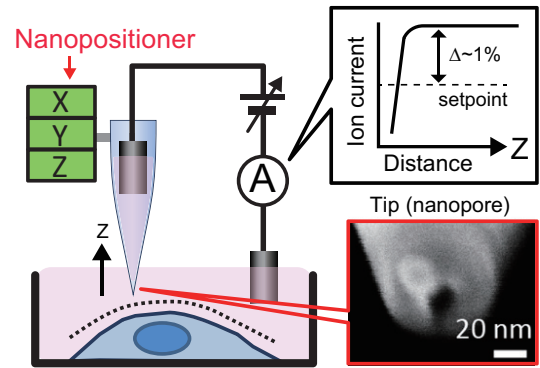 Nanopositioner
X
Y
Z
A
z
Ion current
Δ~1%
setpoint
Distance
Z
Tip (nanopore)
20 nm